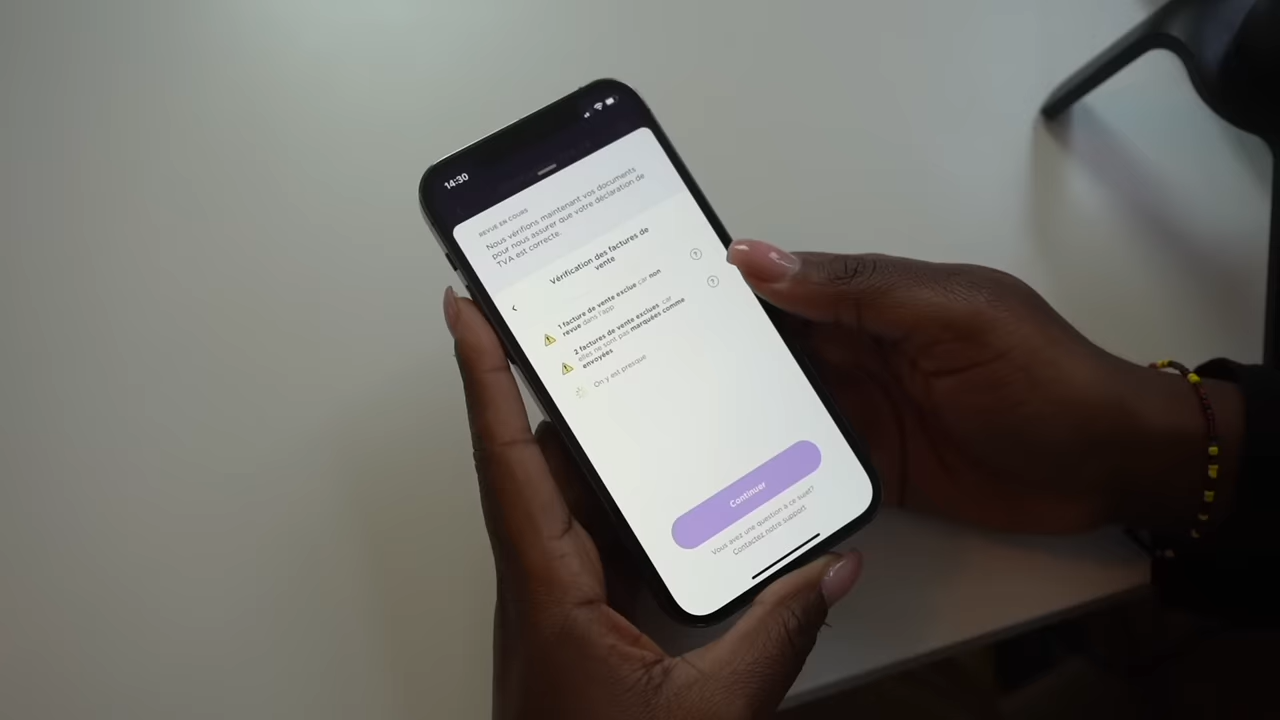 14:30
REVUE EN COURS
Nous vérifions maintenant vos documents
pour nous assurer que votre déclaration de
TVA est correcte.
Vérification des factures de
vente
1 facture de vente exclue car non
revue dans l'app
2 factures de vente exclues car
elles ne sont pas marquées comme
envoyées
On y est presque
Continuer
Vous avez une question à ce sujet?
Contactez notre support